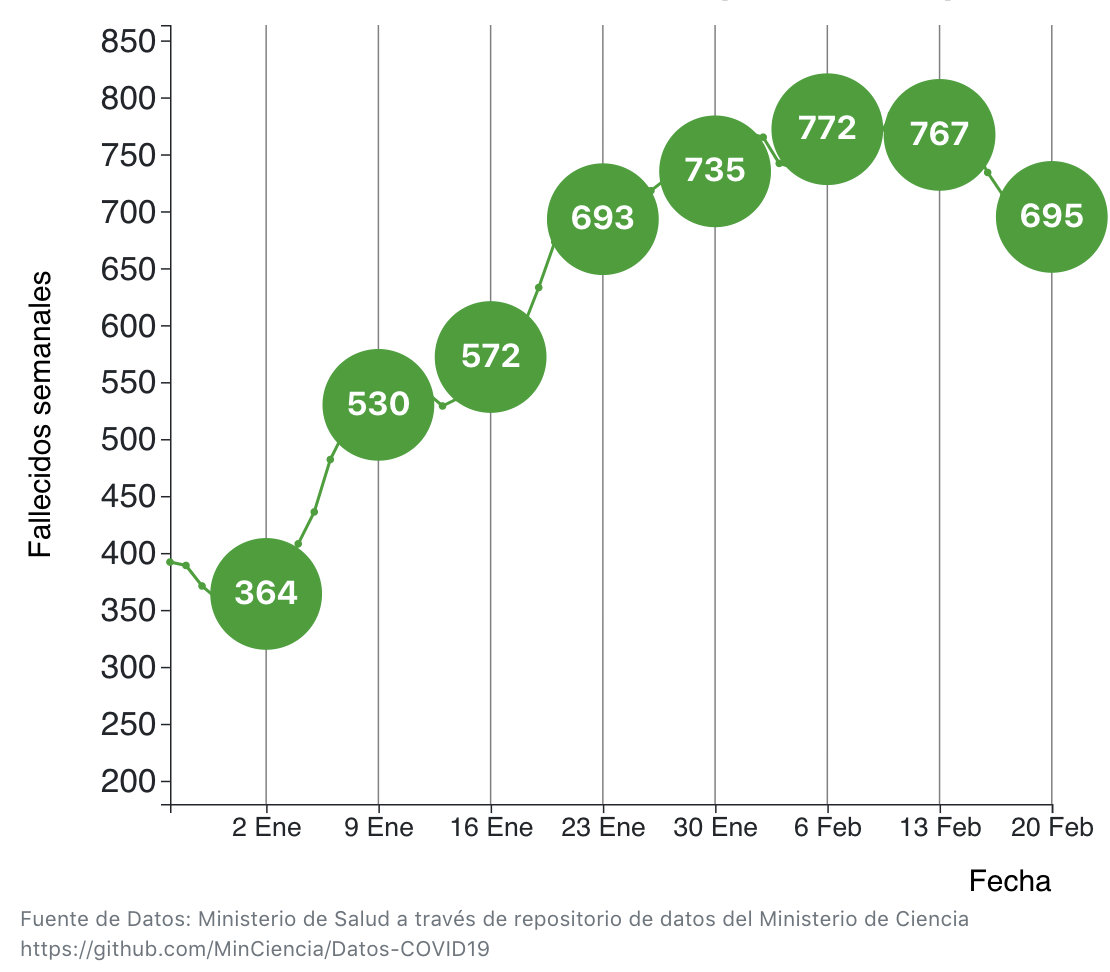 850
800
750
700
650
600
550
500
450
400
350
300
250
200
Fallecidos semanales
364
530
572
693
735
772
767
695
2 Ene
9 Ene
16 Ene
23 Ene
30 Ene
6 Feb
13 Feb
20 Feb
Fecha
Fuente de Datos: Ministerio de Salud a través de repositorio de datos del Ministerio de Ciencia
https://github.com/MinCiencia/Datos-COVID19